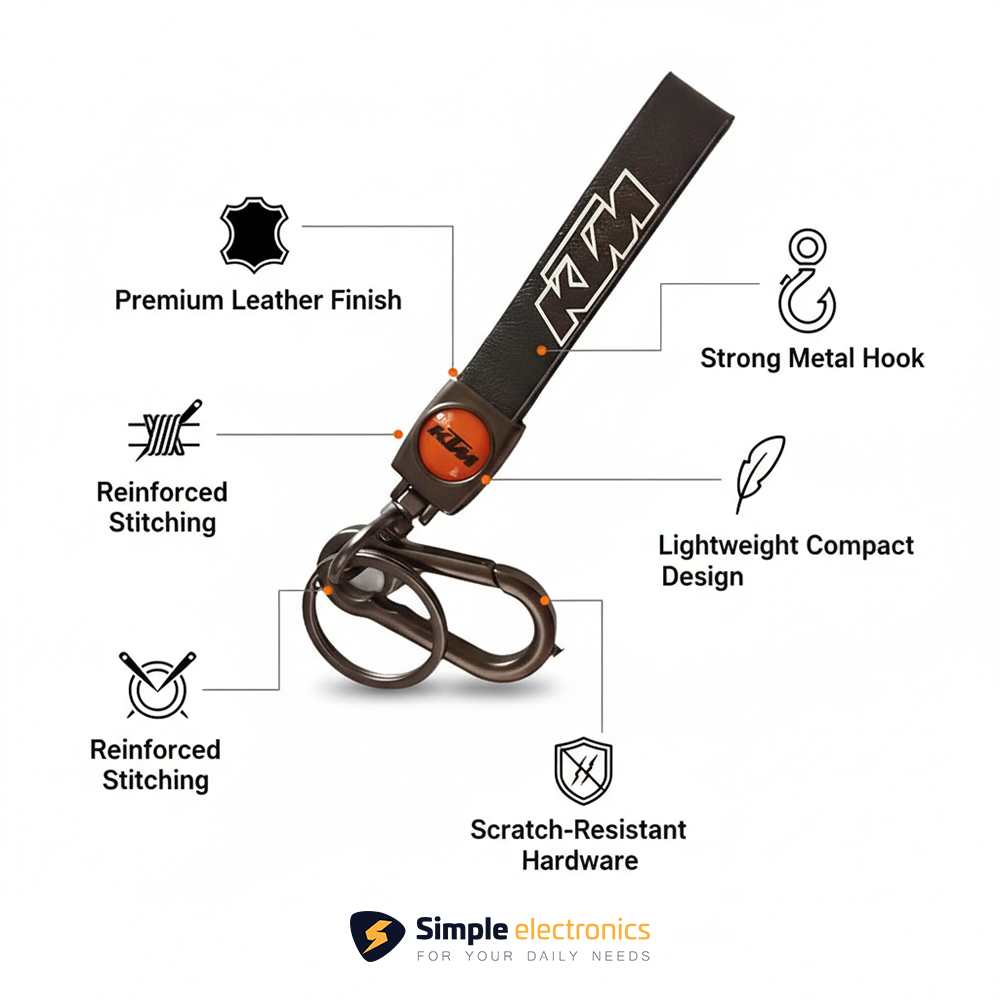 KTM
Premium Leather Finish
Strong Metal Hook
KTM
Reinforced
Stitching
Lightweight Compact
Design
Reinforced
Stitching
Scratch-Resistant
Hardware
Simple electronics
FOR YOUR DAILY NEEDS